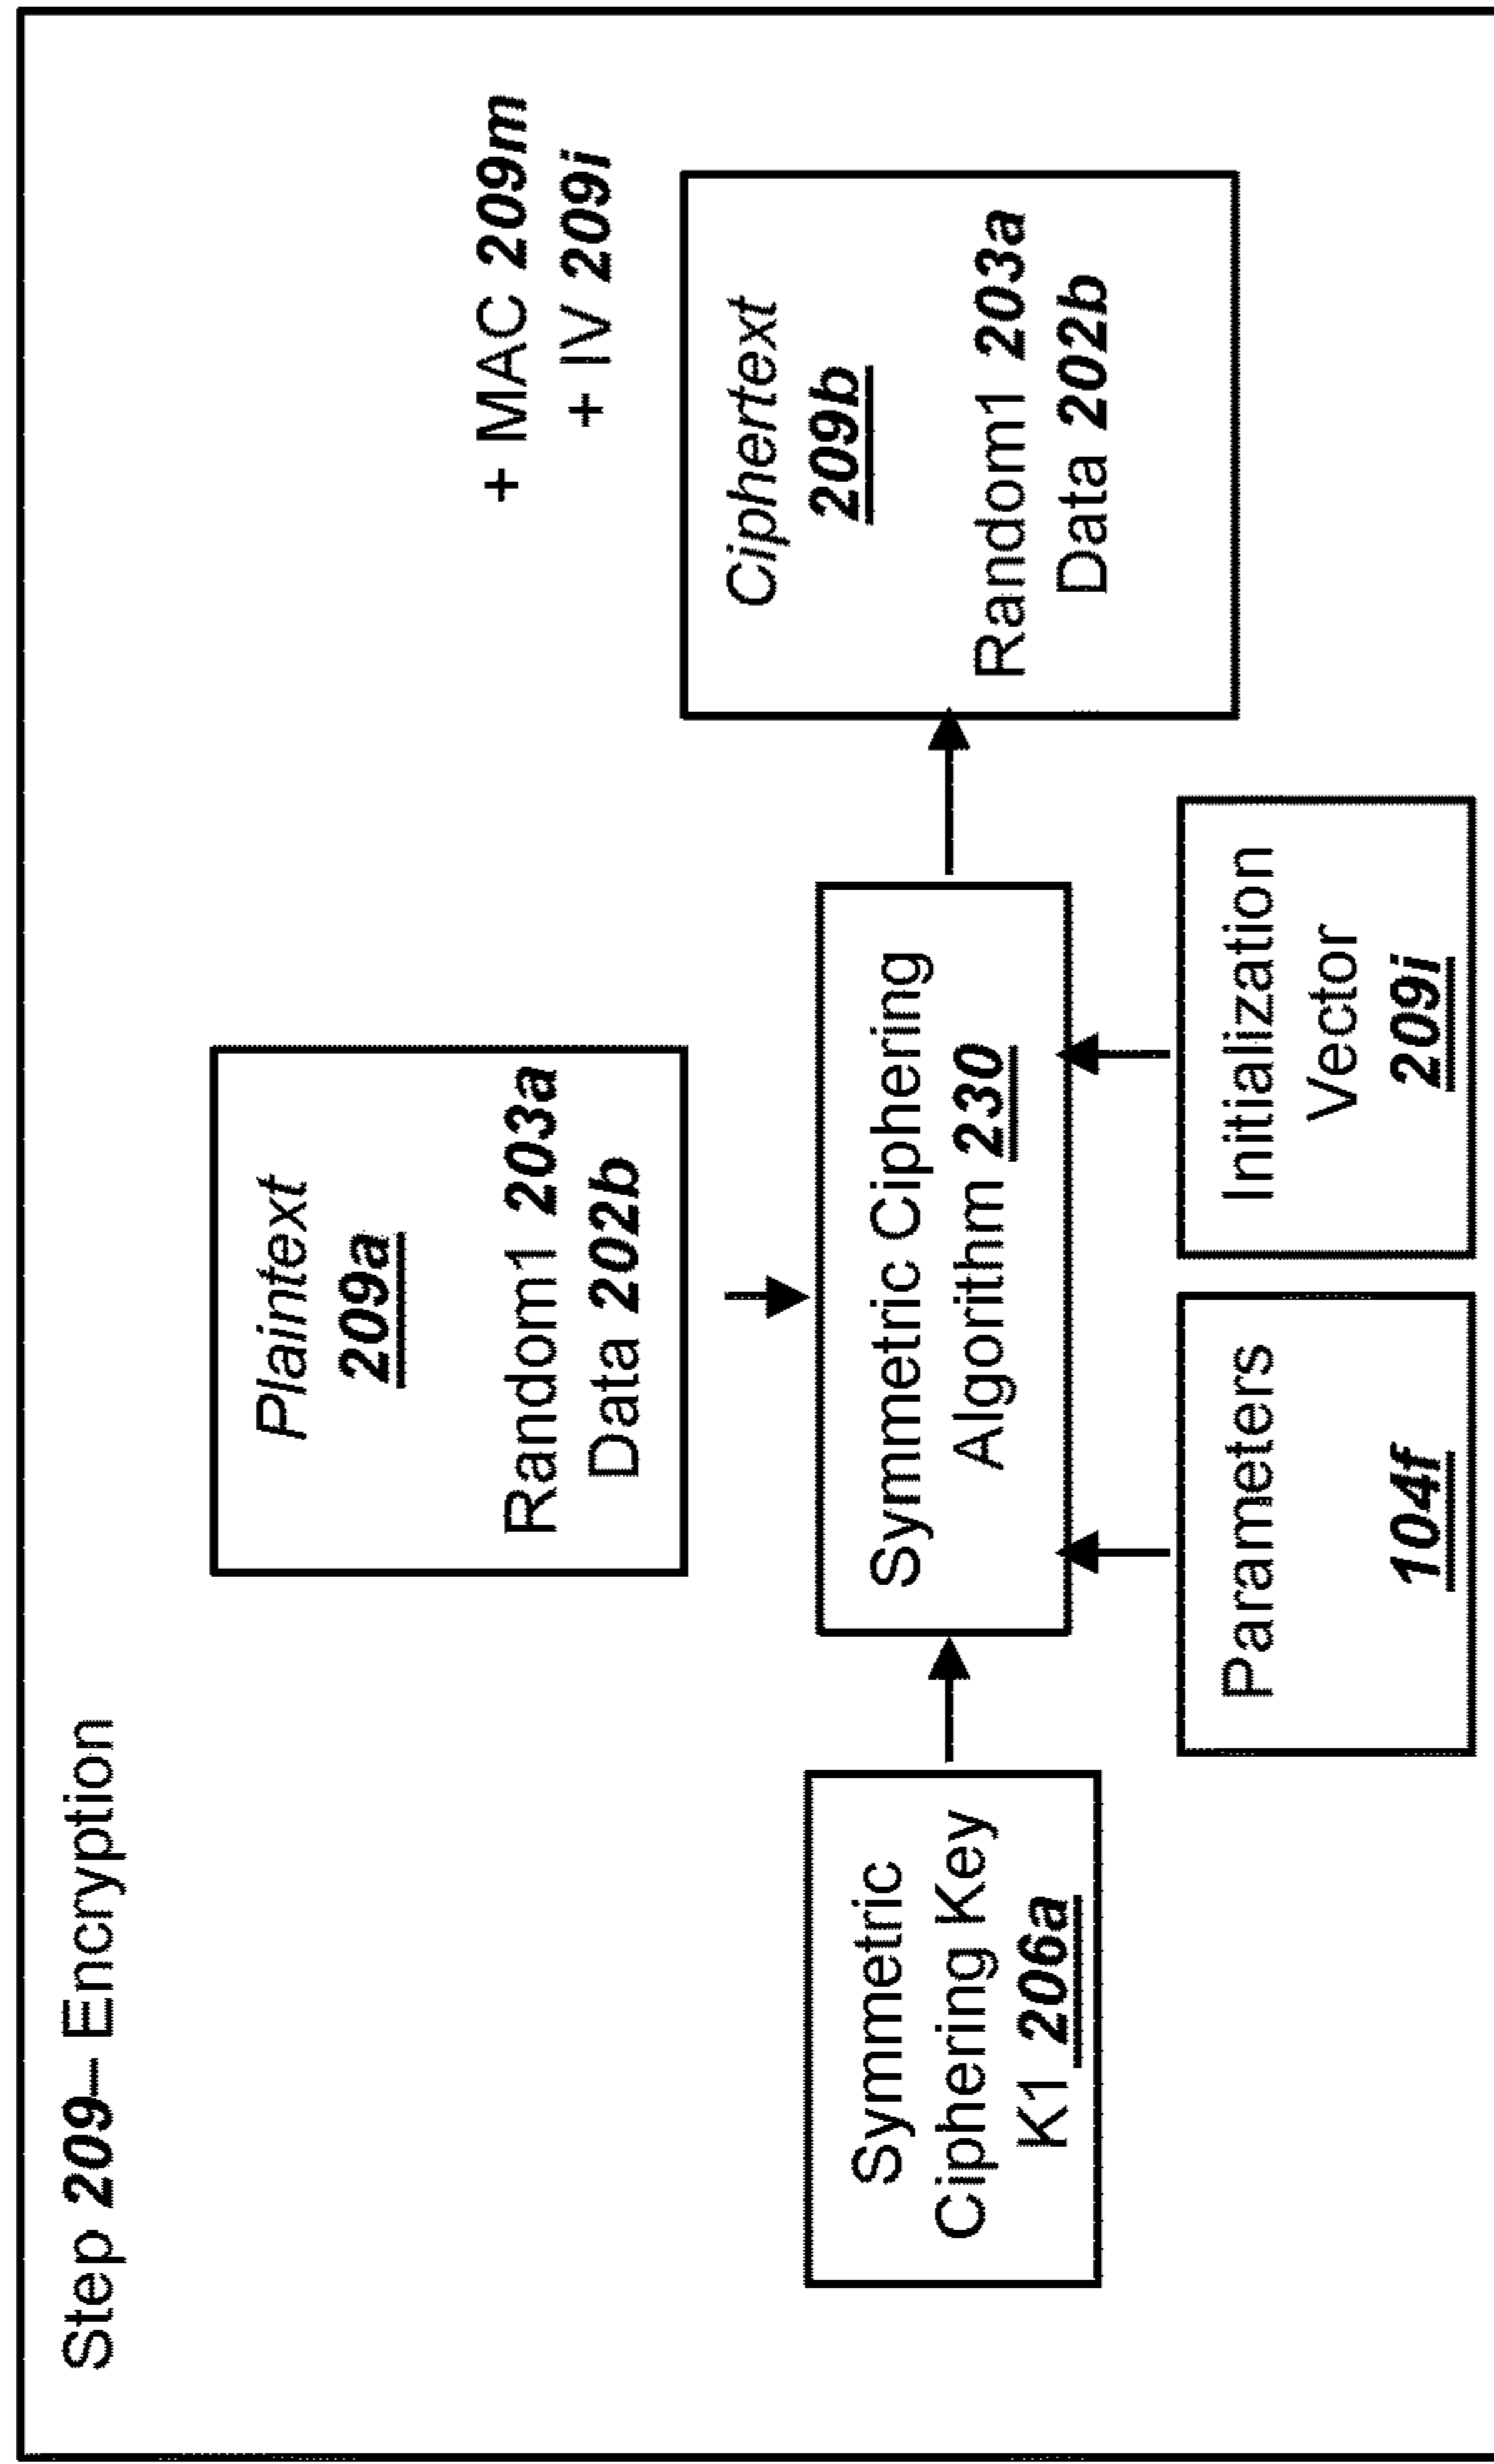 Step 209– Encryption
Plaintext
209a
Random1 203a
Data 202b
+ MAC 209m
+ IV 209i
Symmetric
Ciphering Key
K1 206a
Symmetric Ciphering
Algorithm 230
Ciphertext
209b
Random1 203a
Data 202b
Parameters
104f
Initialization
Vector
209i